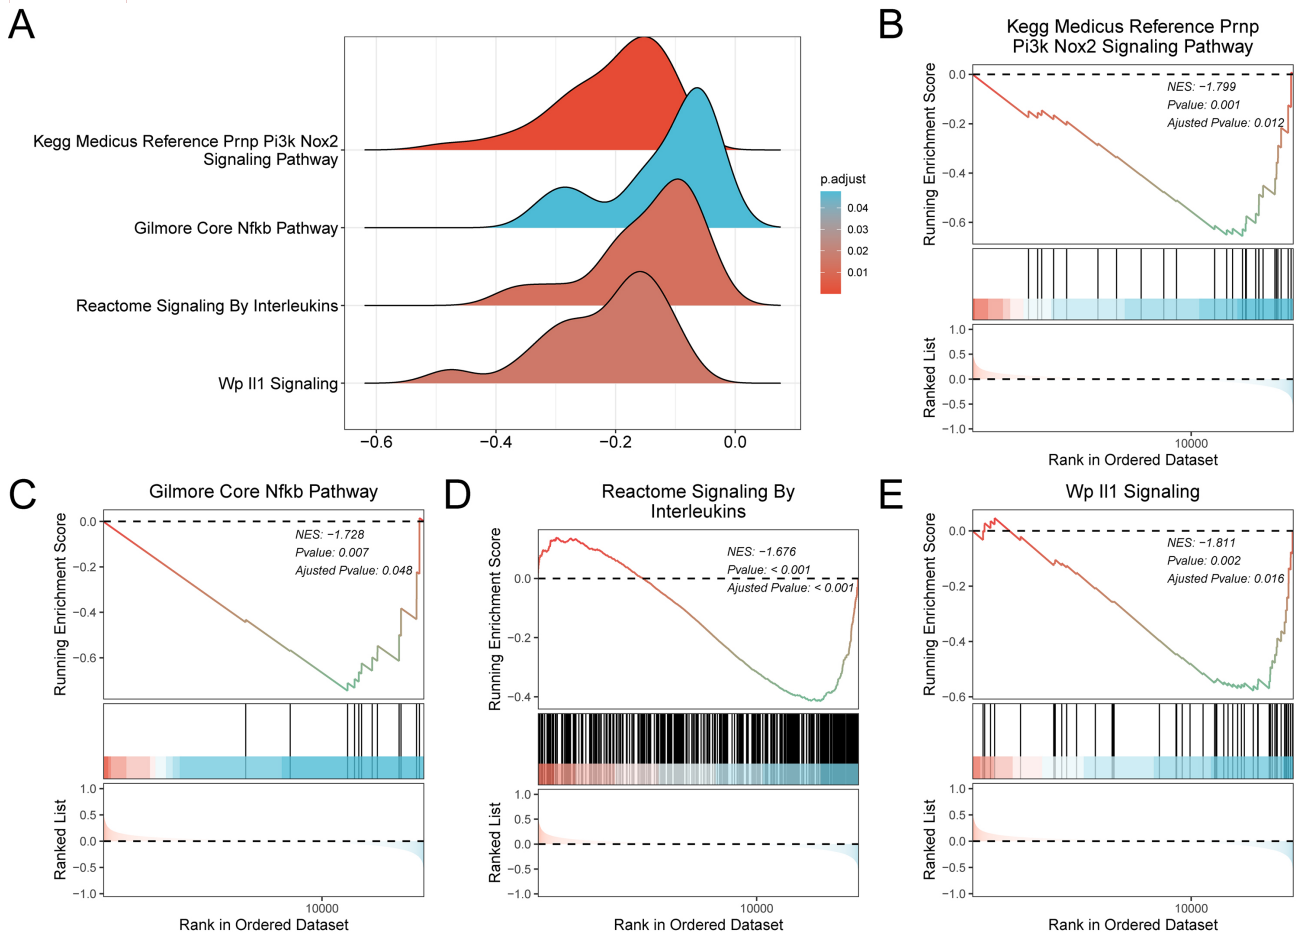 A
Kegg Medicus Reference Prnp Pi3k Nox2
Signaling Pathway
Gilmore Core Nfkb Pathway
Reactome Signaling By Interleukins
Wp Il1 Signaling
−0.6
−0.4
−0.2
0.0
p.adjust
0.04
0.03
0.02
0.01
B
Kegg Medicus Reference Prnp
Pi3k Nox2 Signaling Pathway
Running Enrichment Score
0.0
−0.2
−0.4
−0.6
NES: −1.799
Pvalue: 0.001
Ajusted Pvalue: 0.012
Ranked List
1.0
0.5
0.0
−0.5
−1.0
10000
Rank in Ordered Dataset
C
Gilmore Core Nfkb Pathway
Running Enrichment Score
0.0
−0.2
−0.4
−0.6
NES: −1.728
Pvalue: 0.007
Ajusted Pvalue: 0.048
Ranked List
1.0
0.5
0.0
−0.5
−1.0
10000
Rank in Ordered Dataset
D
Reactome Signaling By
Interleukins
Running Enrichment Score
0.0
−0.2
−0.4
NES: −1.676
Pvalue: < 0.001
Ajusted Pvalue: < 0.001
Ranked List
1.0
0.5
0.0
−0.5
−1.0
10000
Rank in Ordered Dataset
E
Wp Il1 Signaling
Running Enrichment Score
0.0
−0.2
−0.4
−0.6
NES: −1.811
Pvalue: 0.002
Ajusted Pvalue: 0.016
Ranked List
1.0
0.5
0.0
−0.5
−1.0
10000
Rank in Ordered Dataset